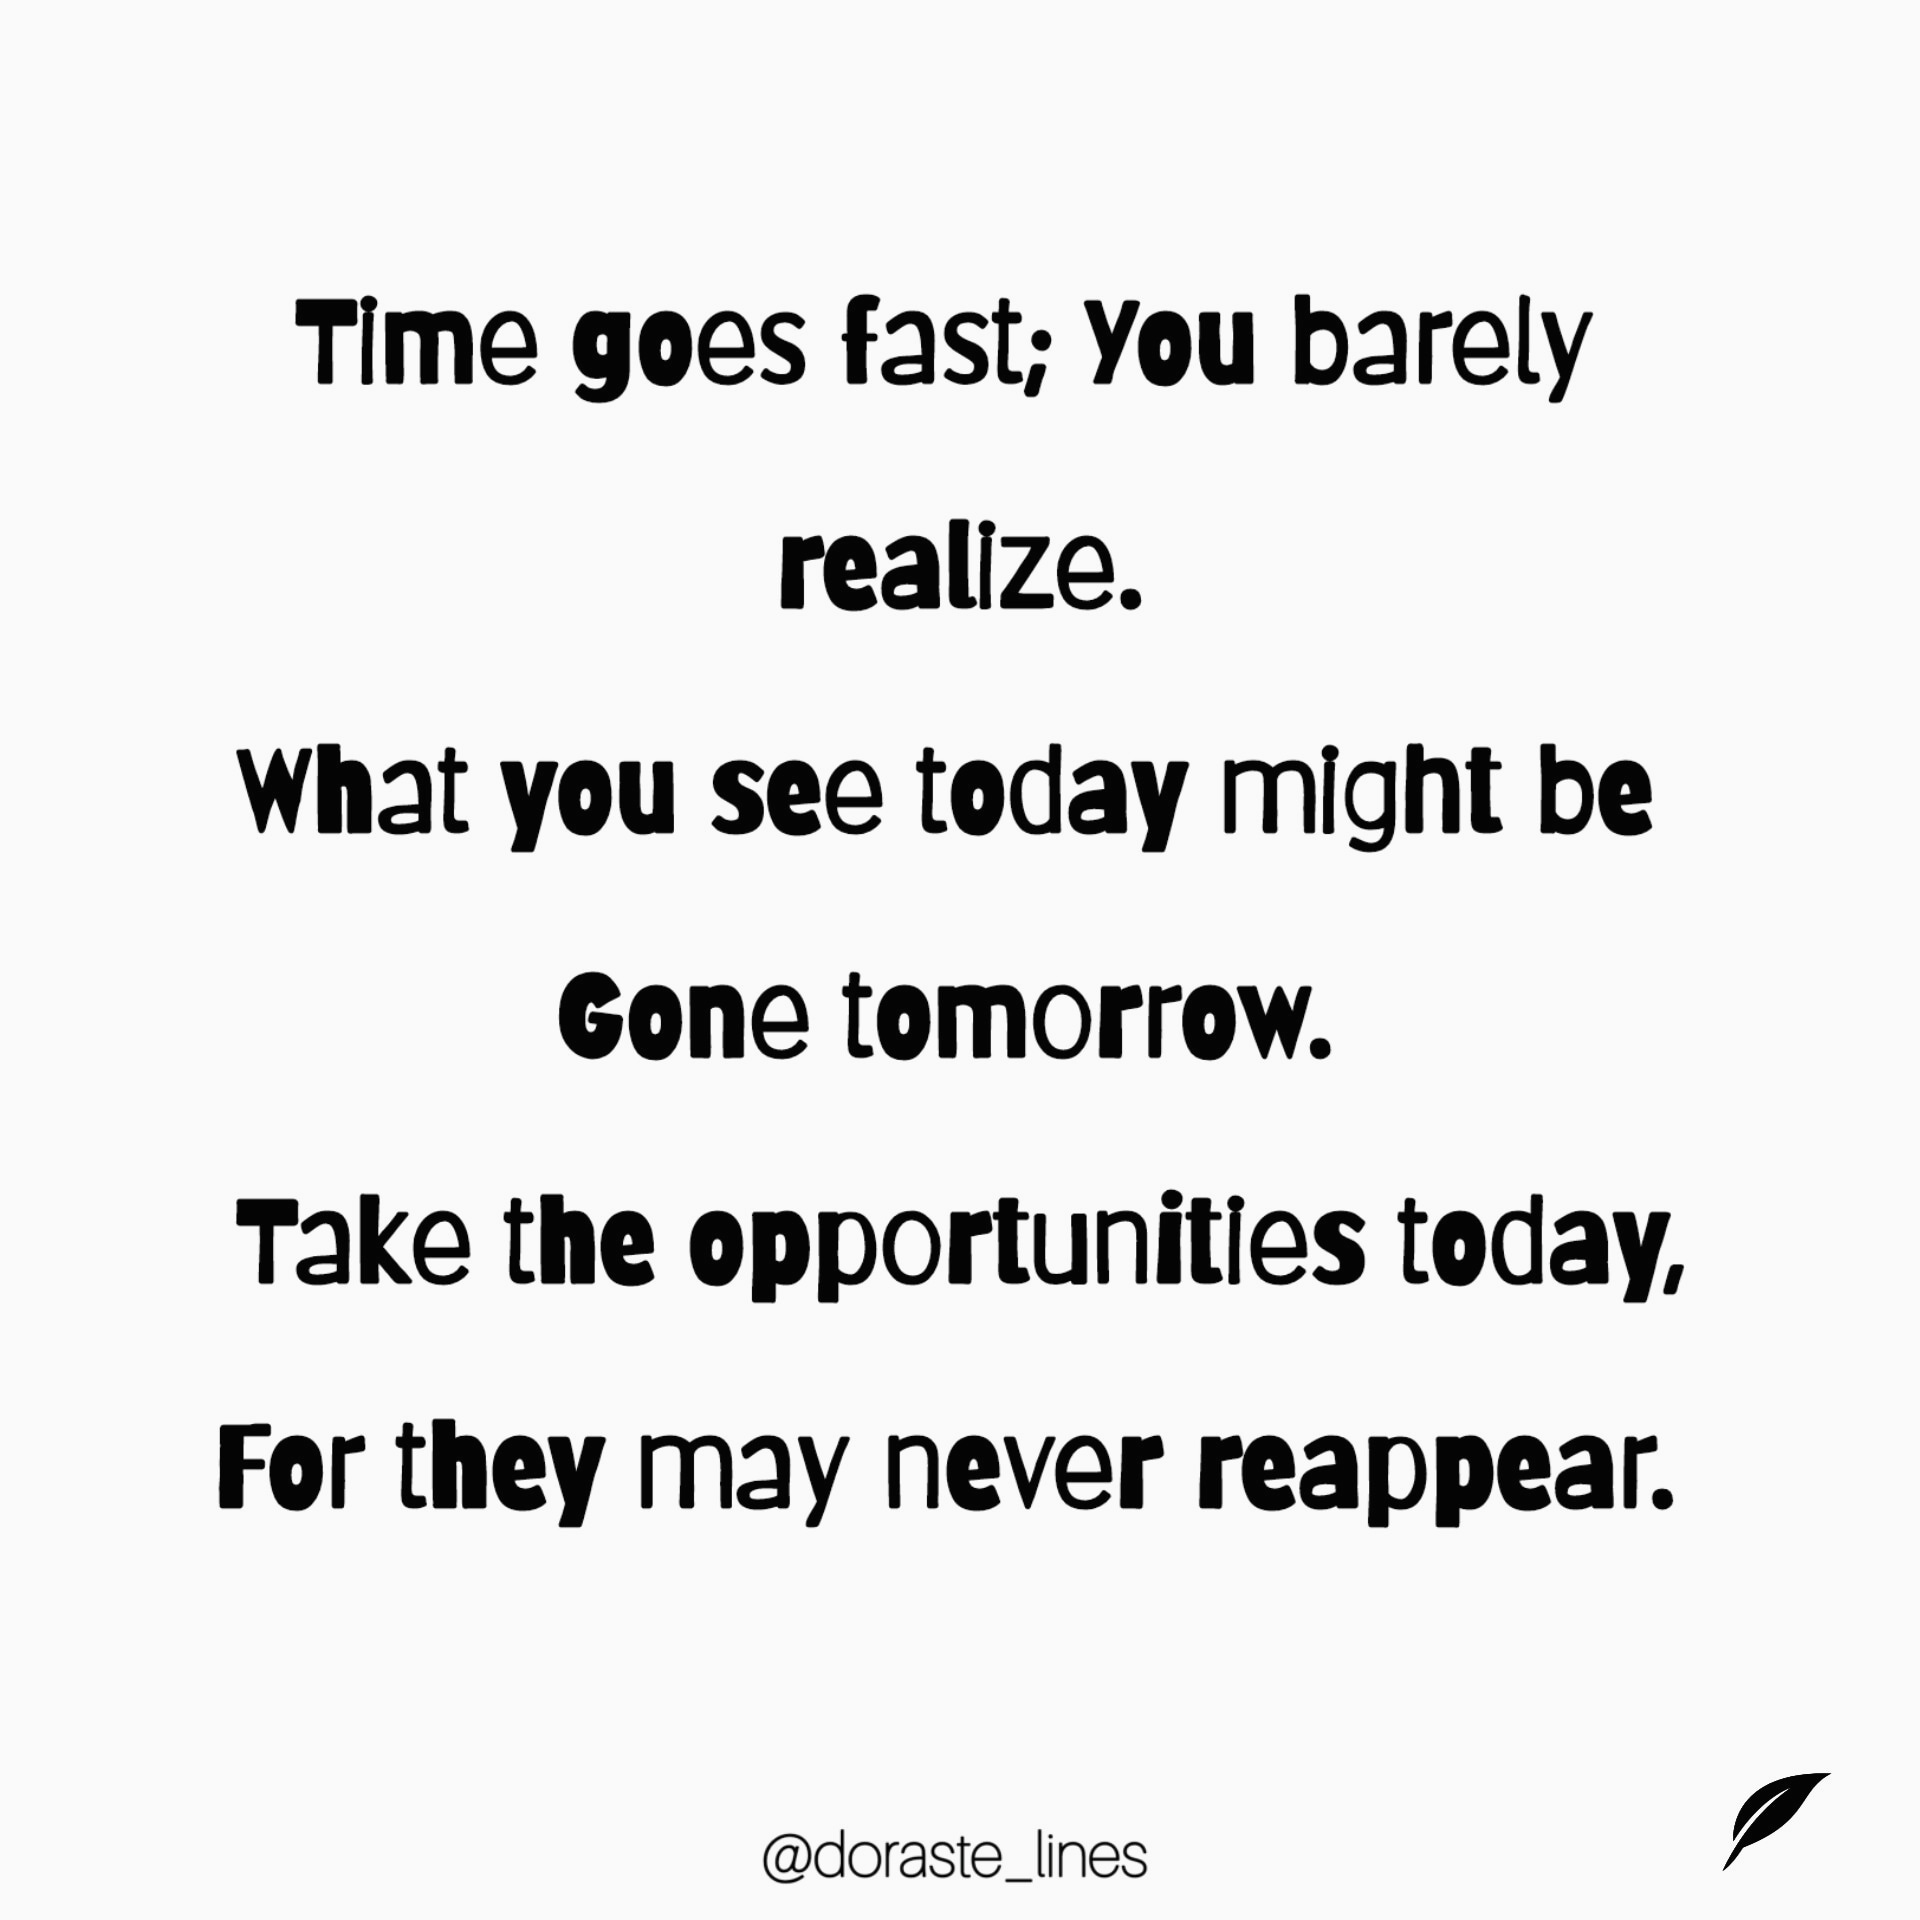 Time goes fast; You barely
realize.
What you see today might be
Gone tomorrow.
Take the opportunities today,
For they may never reappear.
@doraste_lines